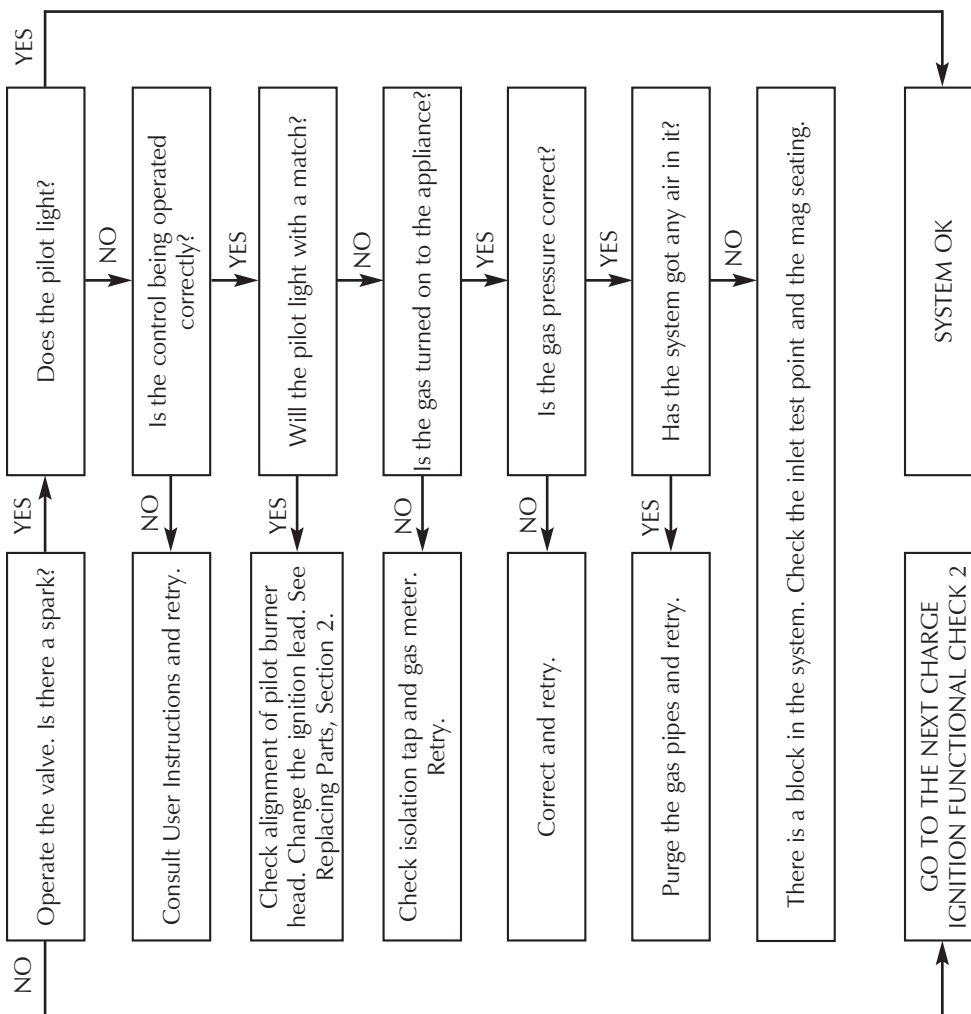 NO
Operate the valve. Is there a spark?
YES
Does the pilot light?
YES
NO
Consult User Instructions and retry.
NO
Is the control being operated
correctly?
YES
Check alignment of pilot burner
head. Change the ignition lead. See
Replacing Parts, Section 2.
YES
Will the pilot light with a match?
NO
Check isolation tap and gas meter.
Retry.
NO
Is the gas turned on to the appliance?
YES
Correct and retry.
NO
Is the gas pressure correct?
YES
Purge the gas pipes and retry.
YES
Has the system got any air in it?
NO
There is a block in the system. Check the inlet test point and the mag seating.
GO TO THE NEXT CHARGE
IGNITION FUNCTIONAL CHECK 2
SYSTEM OK